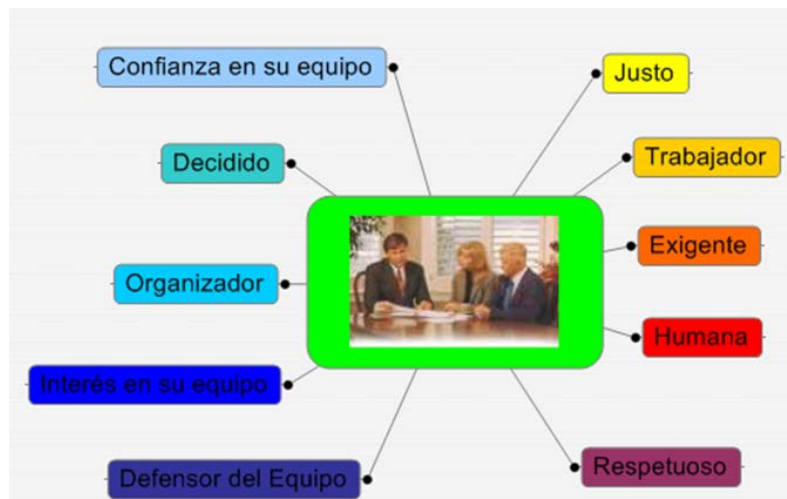 Confianza en su equipo
Justo
Decidido
Trabajador
Exigente
Organizador
Humana
Interés en su equipo
Defensor del Equipo
Respetuoso